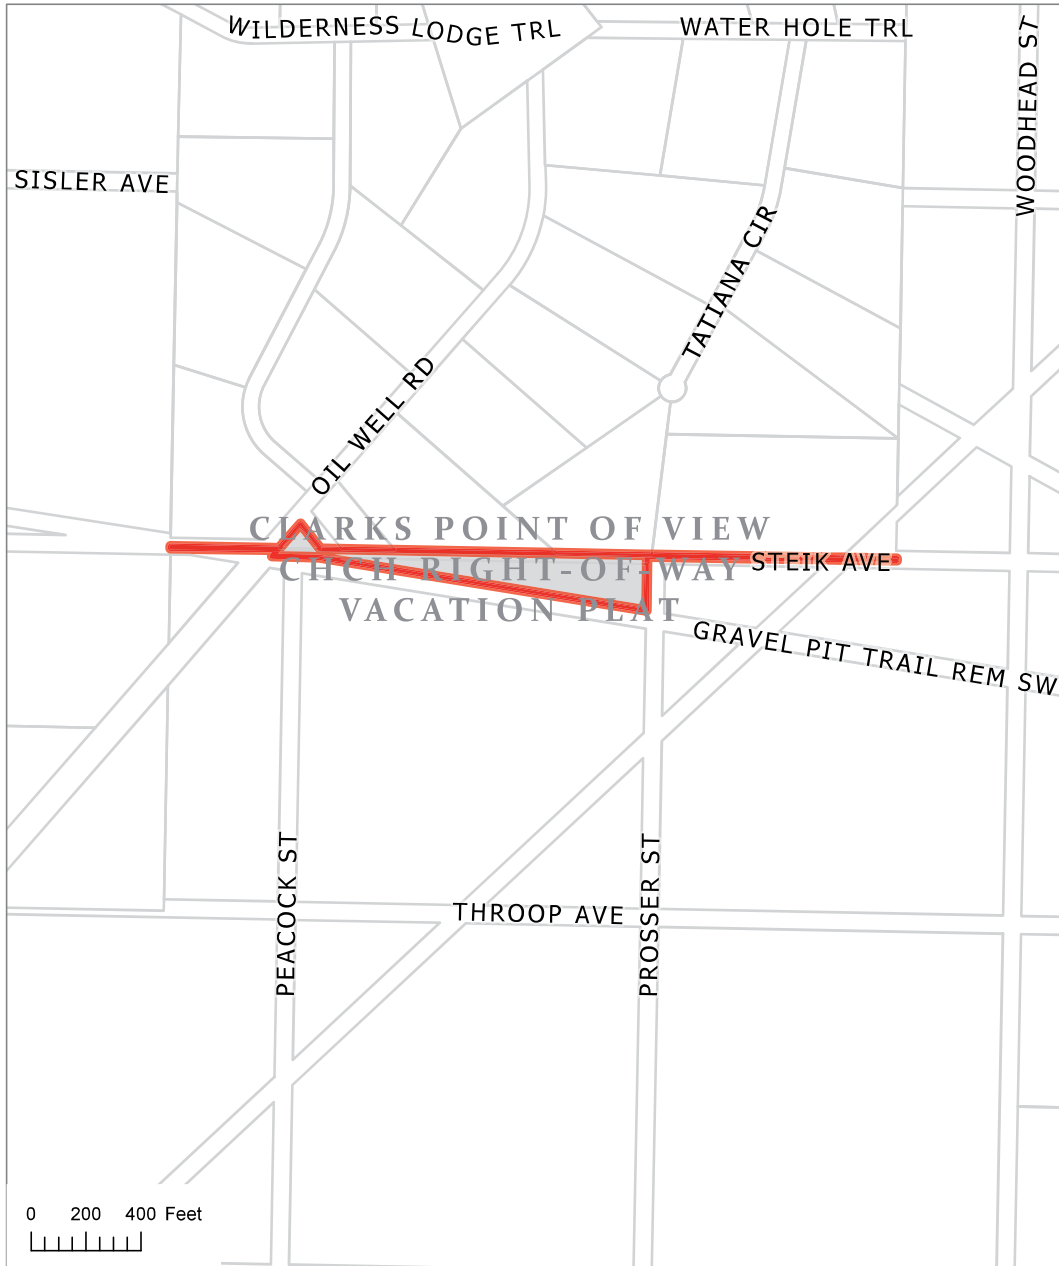 WILDERNESS LODGE TRL
WATER HOLE TRL
WOODHEAD ST
SISLER AVE
TATIANA CIR
OIL WELL RD
CLARKS POINT OF VIEW
CHCH RIGHT-OF-WAY
VACATION PLAT
STEIK AVE
GRAVEL PIT TRAIL REM SW
PEACOCK ST
PROSSER ST
THROOP AVE
0 200 400 Feet